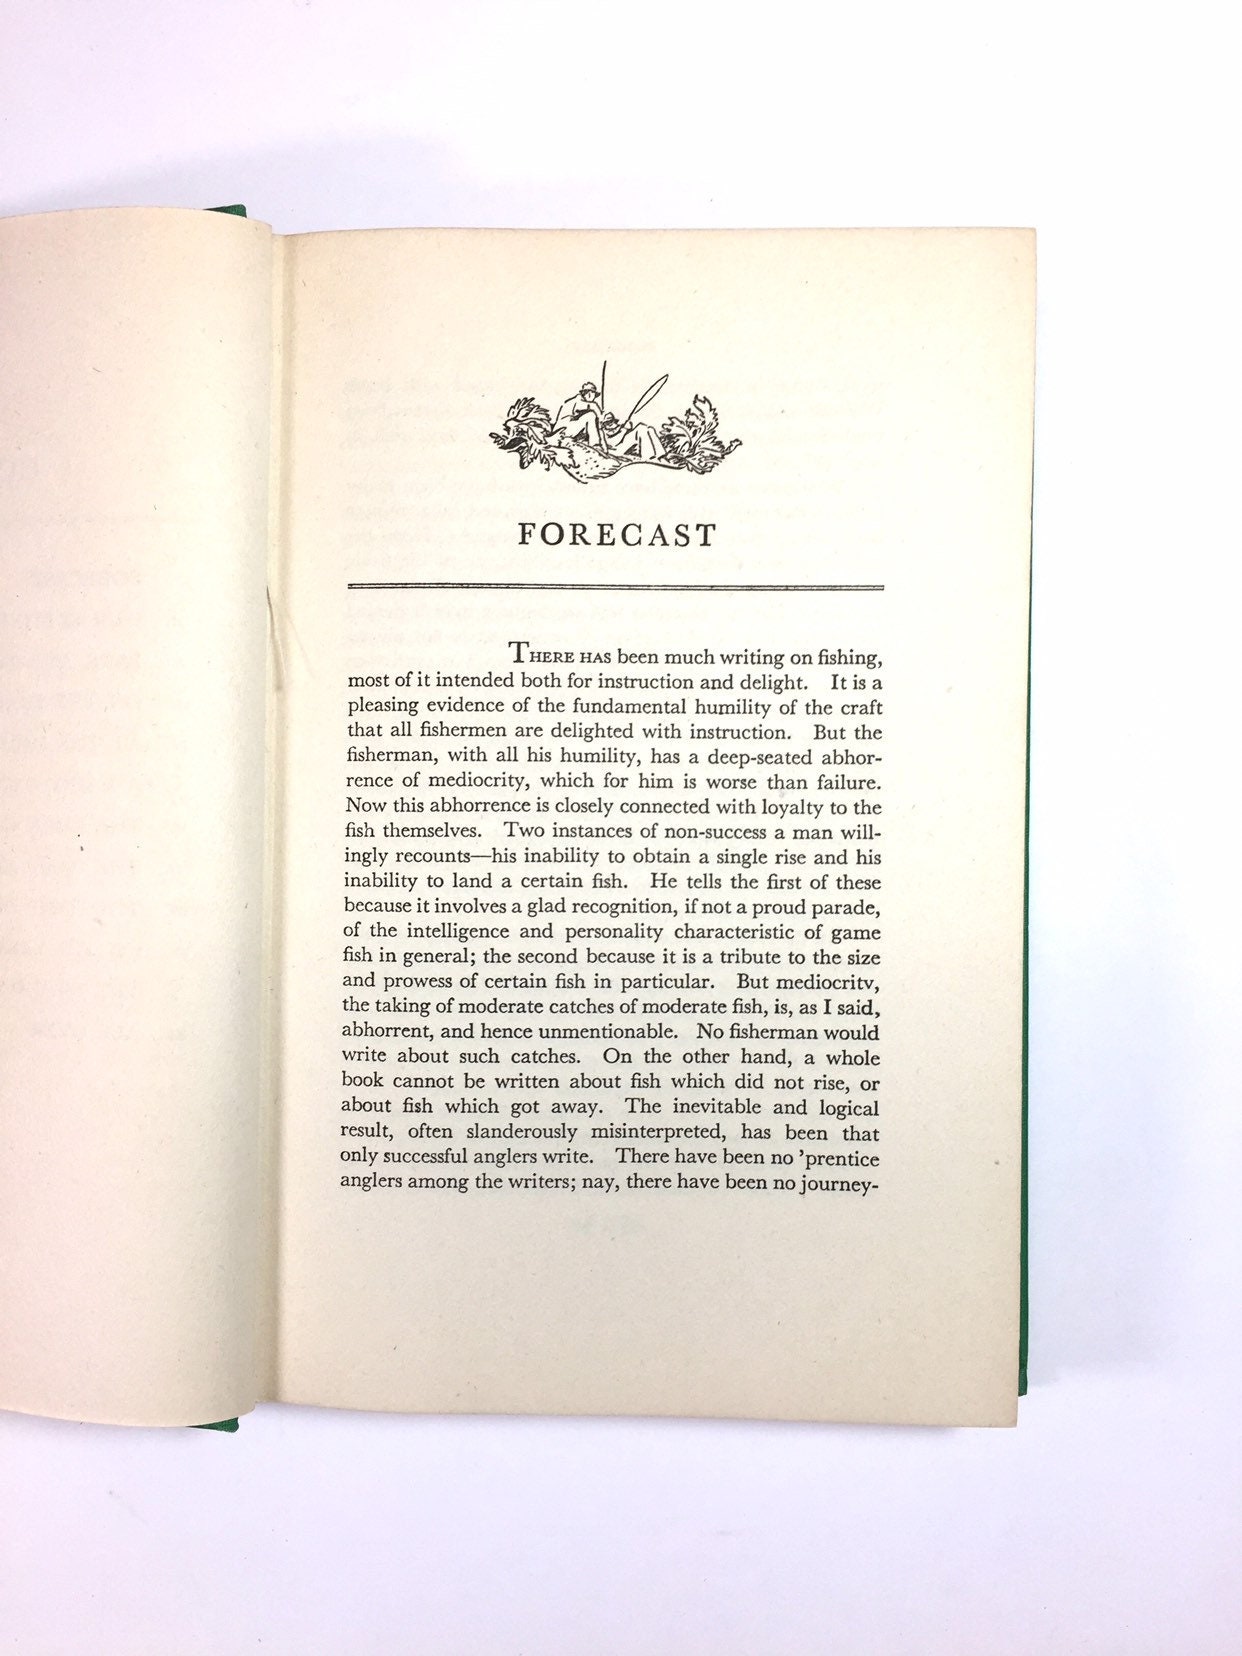 FORECAST
THERE HAS been much writing on fishing,
most of it intended both for instruction and delight. It is a
pleasing evidence of the fundamental humility of the craft
that all fishermen are delighted with instruction. But the
fisherman, with all his humility, has a deep-seated abhor-
rence of mediocrity, which for him is worse than failure.
Now this abhorrence is closely connected with loyalty to the
fish themselves. Two instances of non-success a man will-
ingly recounts—his inability to obtain a single rise and his
inability to land a certain fish. He tells the first of these
because it involves a glad recognition, if not a proud parade,
of the intelligence and personality characteristic of game
fish in general; the second because it is a tribute to the size
and prowess of certain fish in particular. But mediocrity,
the taking of moderate catches of moderate fish, is, as I said,
abhorrent, and hence unmentionable. No fisherman would
write about such catches. On the other hand, a whole
book cannot be written about fish which did not rise, or
about fish which got away. The inevitable and logical
result, often slanderously misinterpreted, has been that
only successful anglers write. There have been no 'prentice
anglers among the writers; nay, there have been no journey-